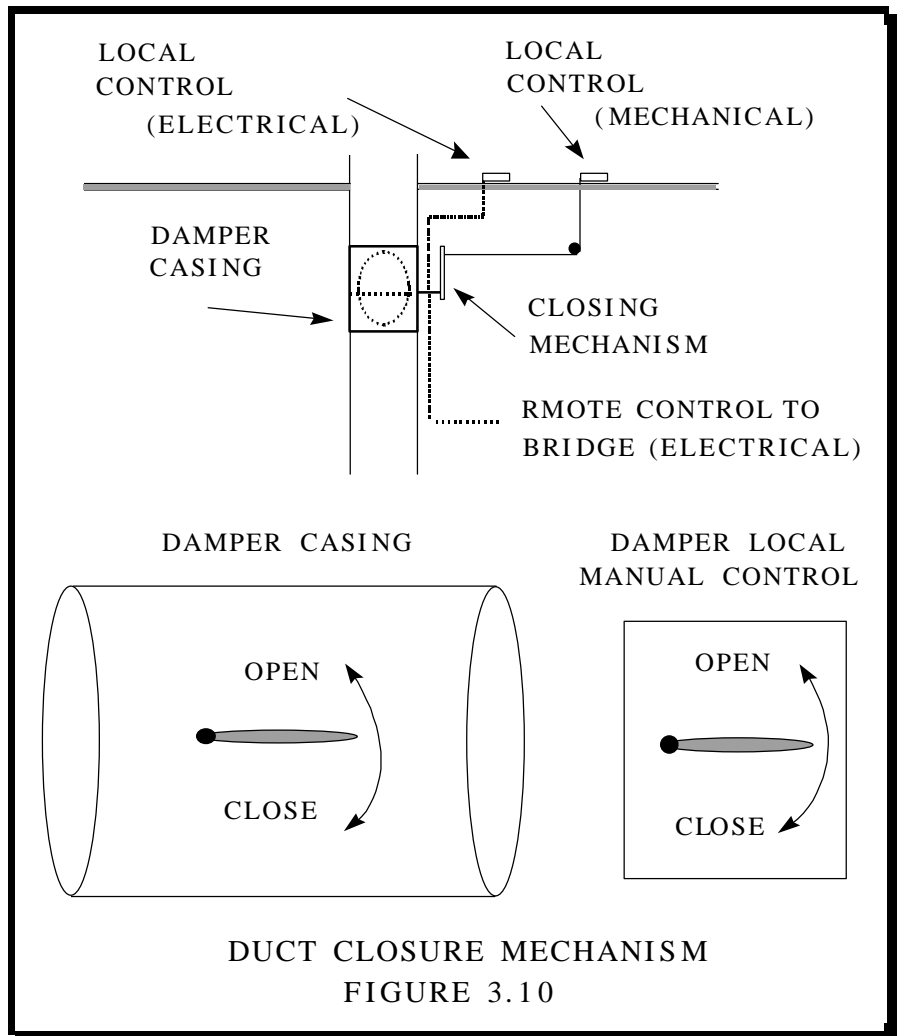 LOCAL
CONTROL
(ELECTRICAL)
LOCAL
CONTROL
(MECHANICAL)
DAMPER
CASING
CLOSING
MECHANISM
RMOTE CONTROL TO
BRIDGE (ELECTRICAL)
DAMPER CASING
OPEN
CLOSE
DAMPER LOCAL
MANUAL CONTROL
OPEN
CLOSE
DUCT CLOSURE MECHANISM
FIGURE 3.10